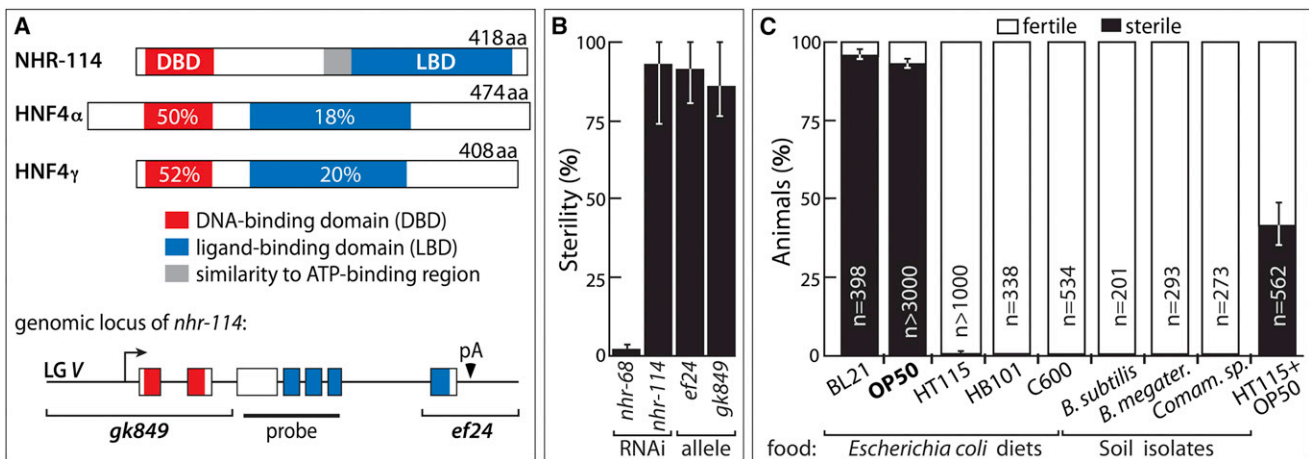 A
418aa
NHR-114
DBD
LBD
474aa
HNF4α
50%
18%
408aa
HNF4γ
52%
20%
DNA-binding domain (DBD)
ligand-binding domain (LBD)
similarity to ATP-binding region
genomic locus of nhr-114:
LG V
pA
gk849
probe
ef24
B
Sterility (%)
100
75
50
25
0
nhr-68
nhr-114
ef24
gk849
RNAi
allele
C
fertile
sterile
Animals (%)
100
75
50
25
0
n=398
n>3000
n>1000
n=338
n=534
n=201
n=293
n=273
n=562
BL21
OP50
HT115
HB101
C600
B. subtilis
B. megater.
Comam. sp.
HT115+
OP50
food:
Escherichia coli diets
Soil isolates